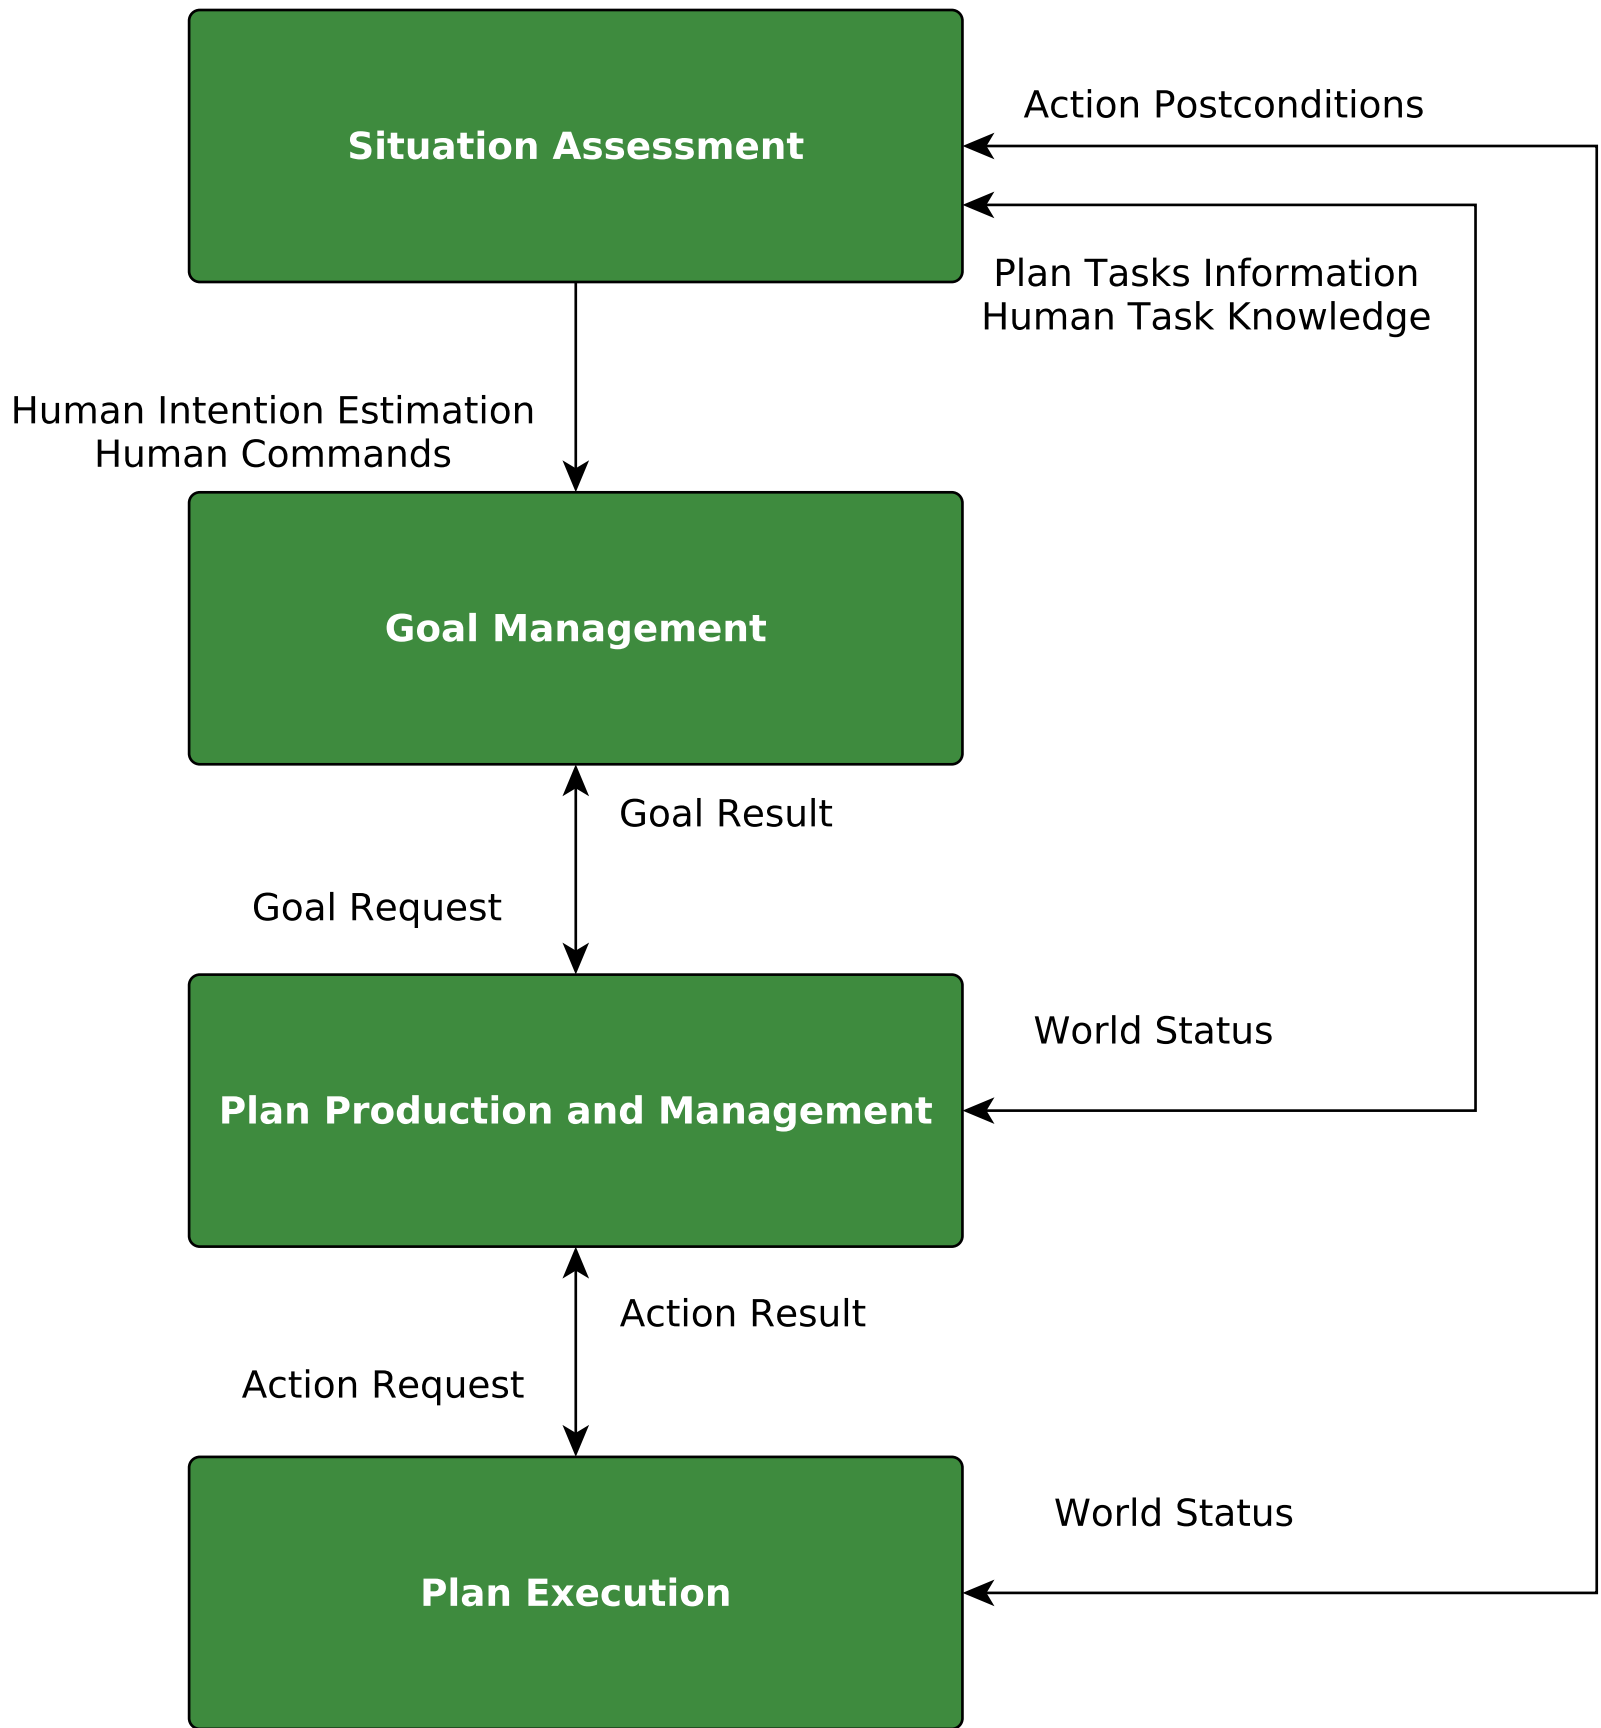 Situation Assessment
Action Postconditions
Plan Tasks Information
Human Task Knowledge
Human Intention Estimation
Human Commands
Goal Management
Goal Result
Goal Request
World Status
Plan Production and Management
Action Result
Action Request
World Status
Plan Execution